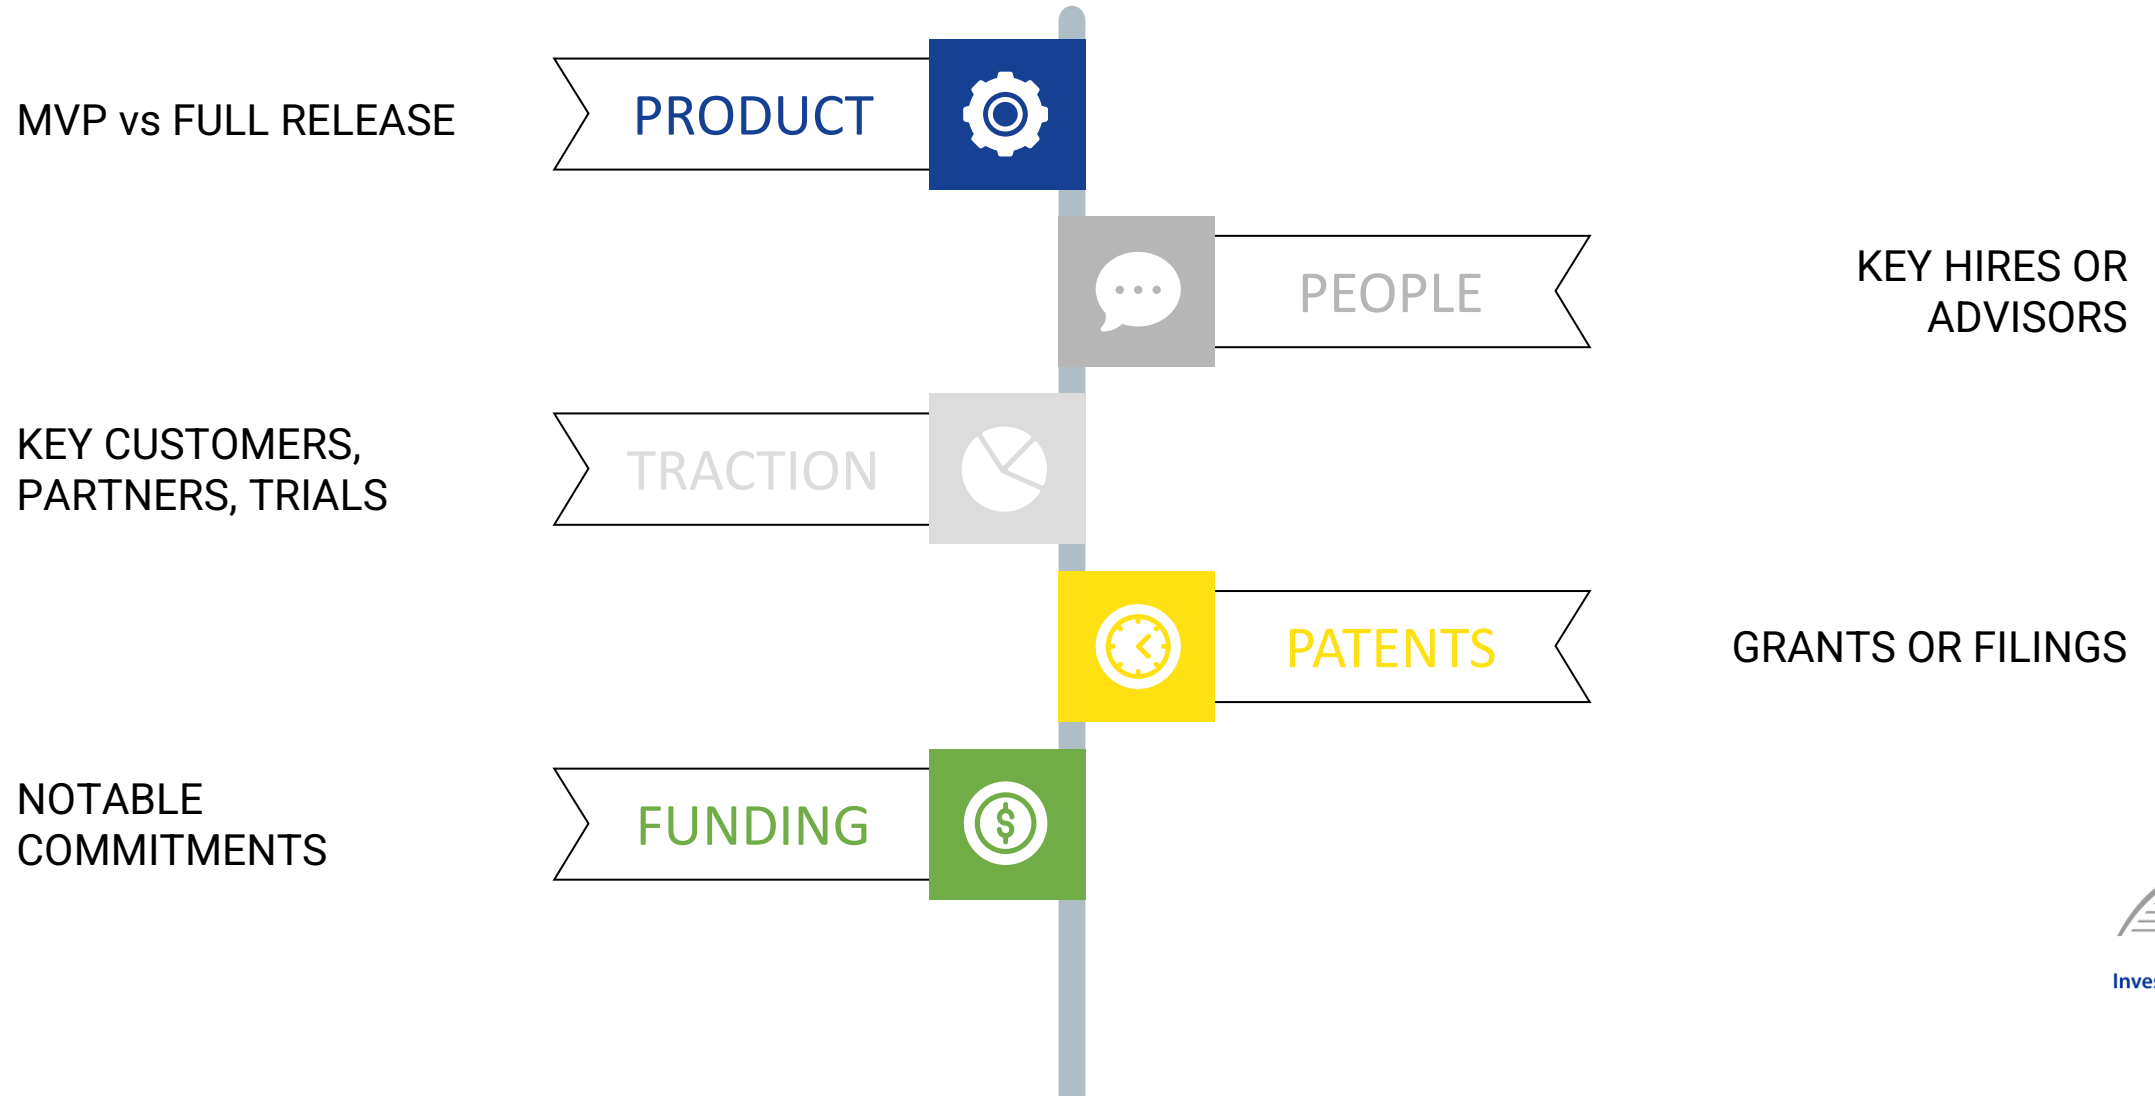 MVP vs FULL RELEASE
PRODUCT
PEOPLE
KEY HIRES OR
ADVISORS
KEY CUSTOMERS,
PARTNERS, TRIALS
TRACTION
PATENTS
GRANTS OR FILINGS
NOTABLE
COMMITMENTS
FUNDING